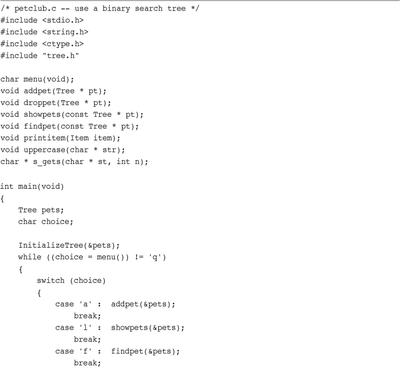 /* petclub.c -- use a binary search tree */
#include <stdio.h>
#include <string.h>
#include <ctype.h>
#include "tree.h"

char menu(void);
void addpet(Tree * pt);
void droppet(Tree * pt);
void showpets(const Tree * pt);
void findpet(const Tree * pt);
void printitem(Item item);
void uppercase(char * str);
char * s_gets(char * st, int n);

int main(void)
{
    Tree pets;
    char choice;

    InitializeTree(&pets);
    while ((choice = menu()) != 'q')
    {
        switch (choice)
        {
            case 'a' :  addpet(&pets);
                break;
            case 'l' :  showpets(&pets);
                break;
            case 'f' :  findpet(&pets);
                break;